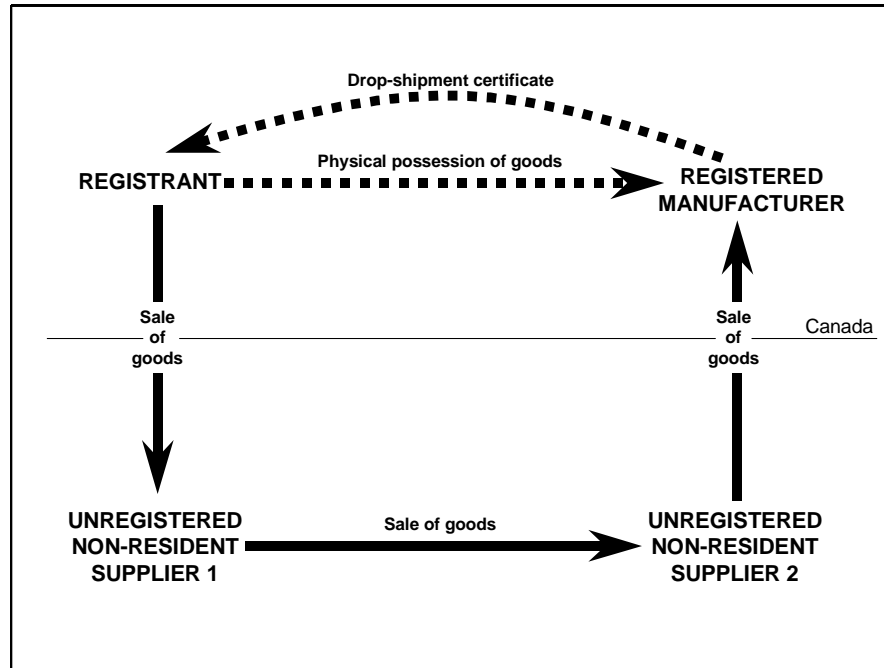 Drop-shipment certificate
Physical possession of goods
REGISTRANT
REGISTERED
MANUFACTURER
Sale
of
goods
Sale
of
goods
Canada
UNREGISTERED
NON-RESIDENT
SUPPLIER 1
Sale of goods
UNREGISTERED
NON-RESIDENT
SUPPLIER 2